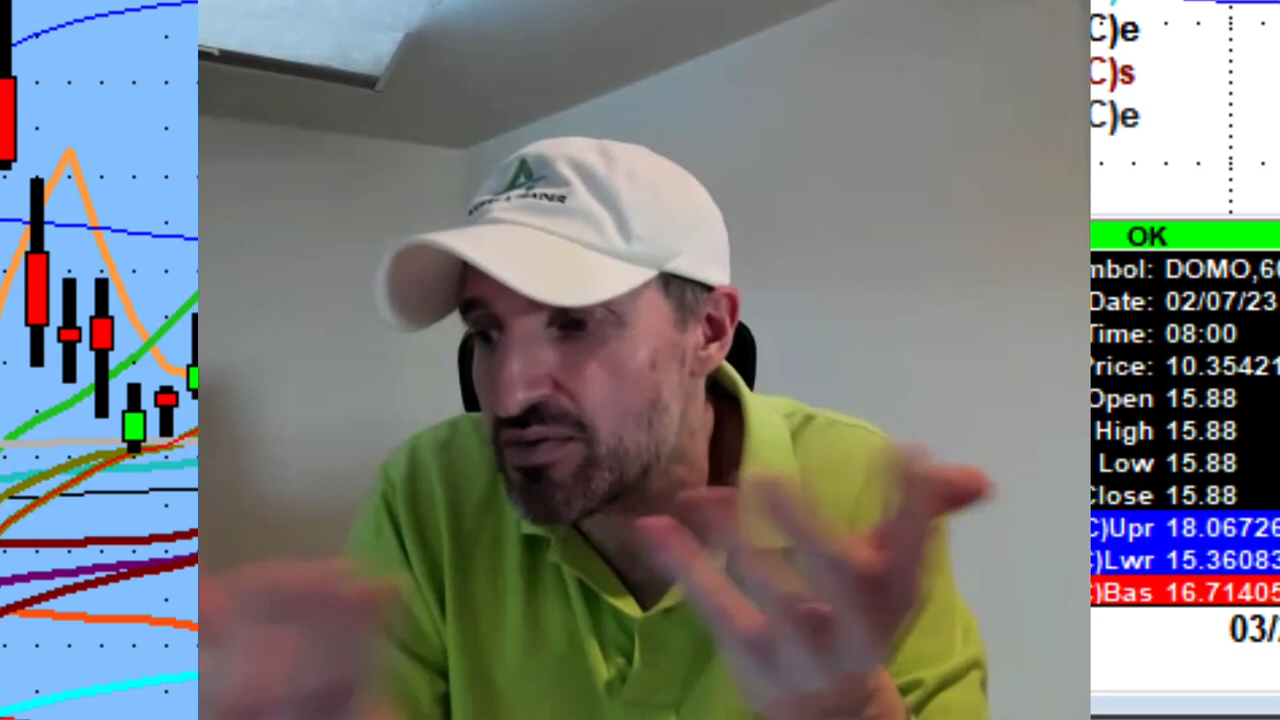 C)e
C)s
C)e
OK
mbol: DOMO,6
Date: 02/07/23
Time: 08:00
Price: 10.35421
Open 15.88
High 15.88
Low 15.88
Close 15.88
C)Upr 18.06726
)Lwr 15.36083
)Bas 16.71405
03/